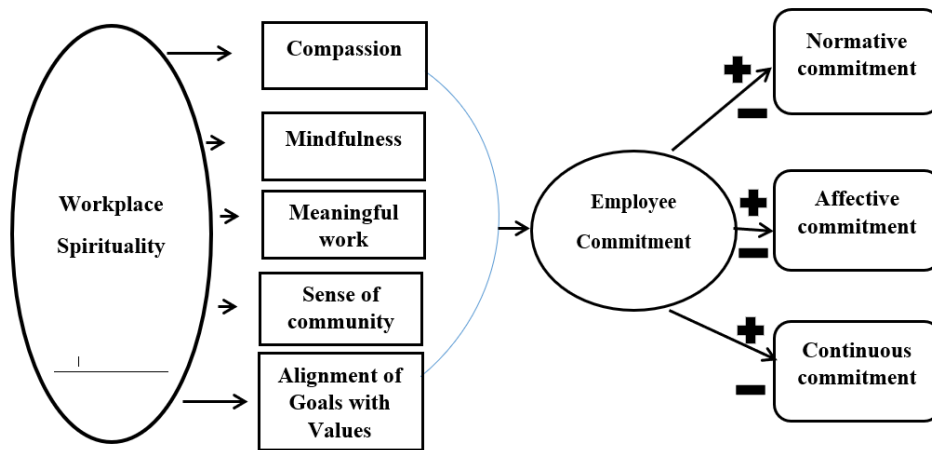 Workplace
Spirituality
Compassion
Mindfulness
Meaningful
work
Sense of
community
Alignment of
Goals with
Values
Employee
Commitment
+
−
Normative
commitment
+
−
Affective
commitment
+
−
Continuous
commitment